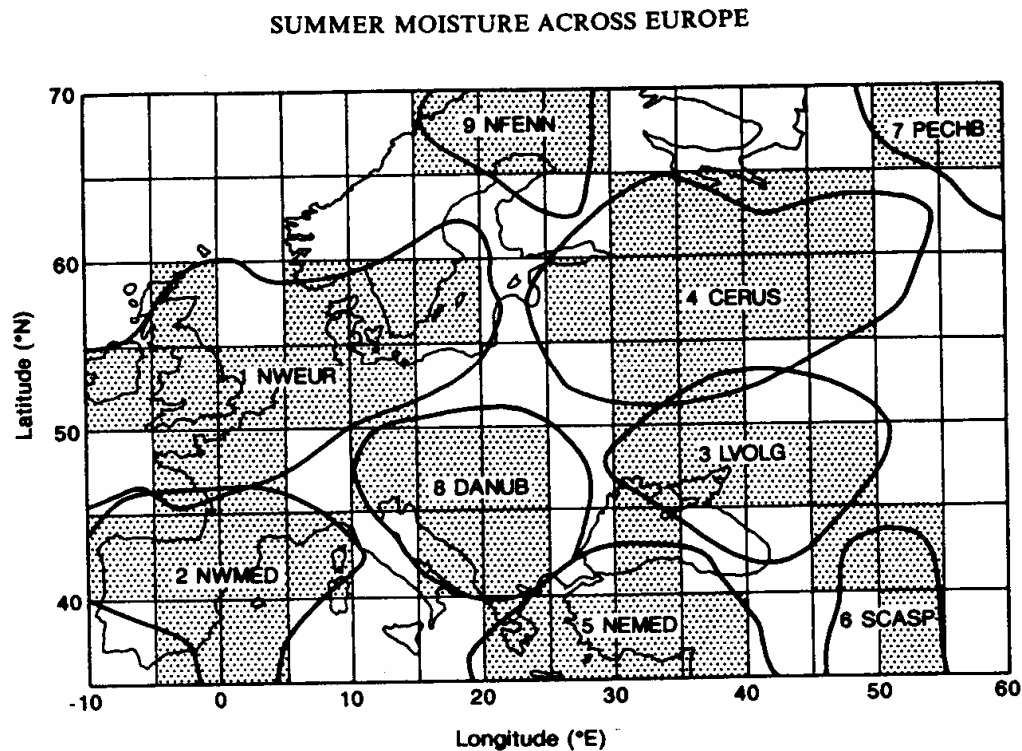 SUMMER MOISTURE ACROSS EUROPE
70
9 NFENN
7 PECHB
60
4 CERUS
1 NWEUR
Latitude (°N)
50
3 LVOLG
8 DANUB
2 NWMED
40
5 NEMED
6 SCASP
-10 0 10 20 30 40 50 60
Longitude (°E)